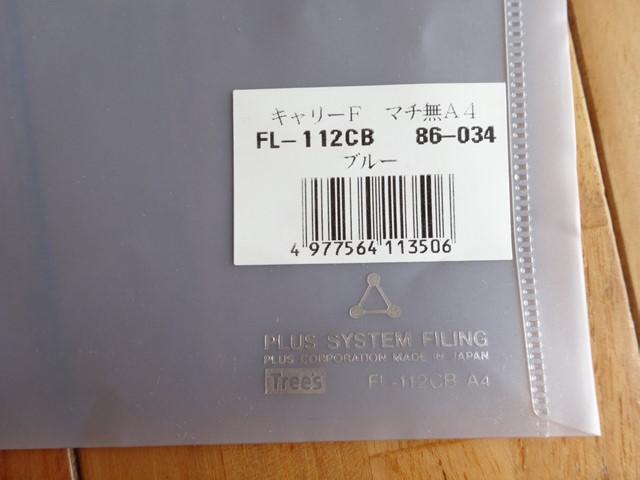 キャリーF マチ無A4
FL-112CB 86-034
ブルー
4 977564 113506
PLUS SYSTEM FILING
PLUS CORPORATION MADE IN JAPAN
Tree's FL-112CB A4